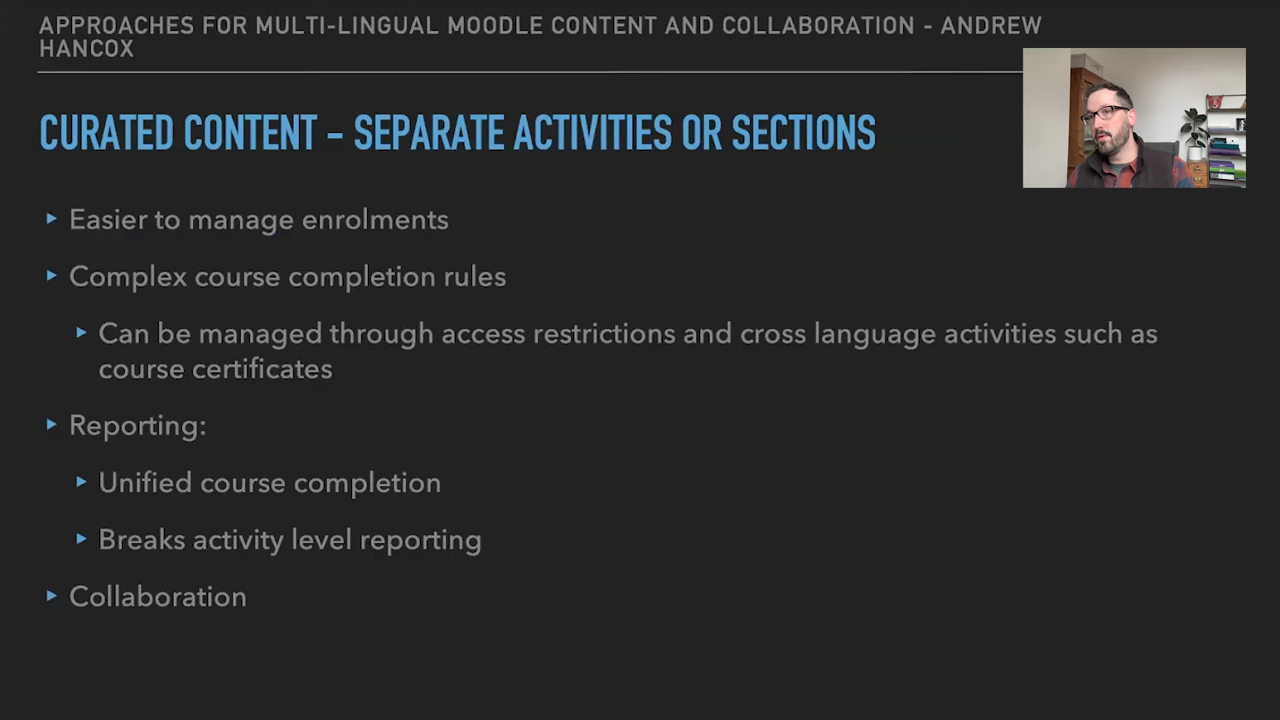 APPROACHES FOR MULTI-LINGUAL MOODLE CONTENT AND COLLABORATION - ANDREW
HANCOX
CURATED CONTENT - SEPARATE ACTIVITIES OR SECTIONS
Easier to manage enrolments
Complex course completion rules
Can be managed through access restrictions and cross language activities such as
course certificates
Reporting:
Unified course completion
Breaks activity level reporting
Collaboration